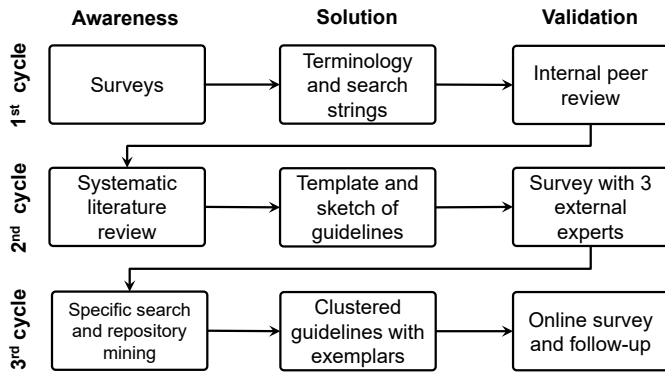 Awareness
Solution
Validation
1st cycle
Surveys
Terminology
and search
strings
Internal peer
review
2nd cycle
Systematic
literature
review
Template and
sketch of
guidelines
Survey with 3
external
experts
3rd cycle
Specific search
and repository
mining
Clustered
guidelines with
exemplars
Online survey
and follow-up